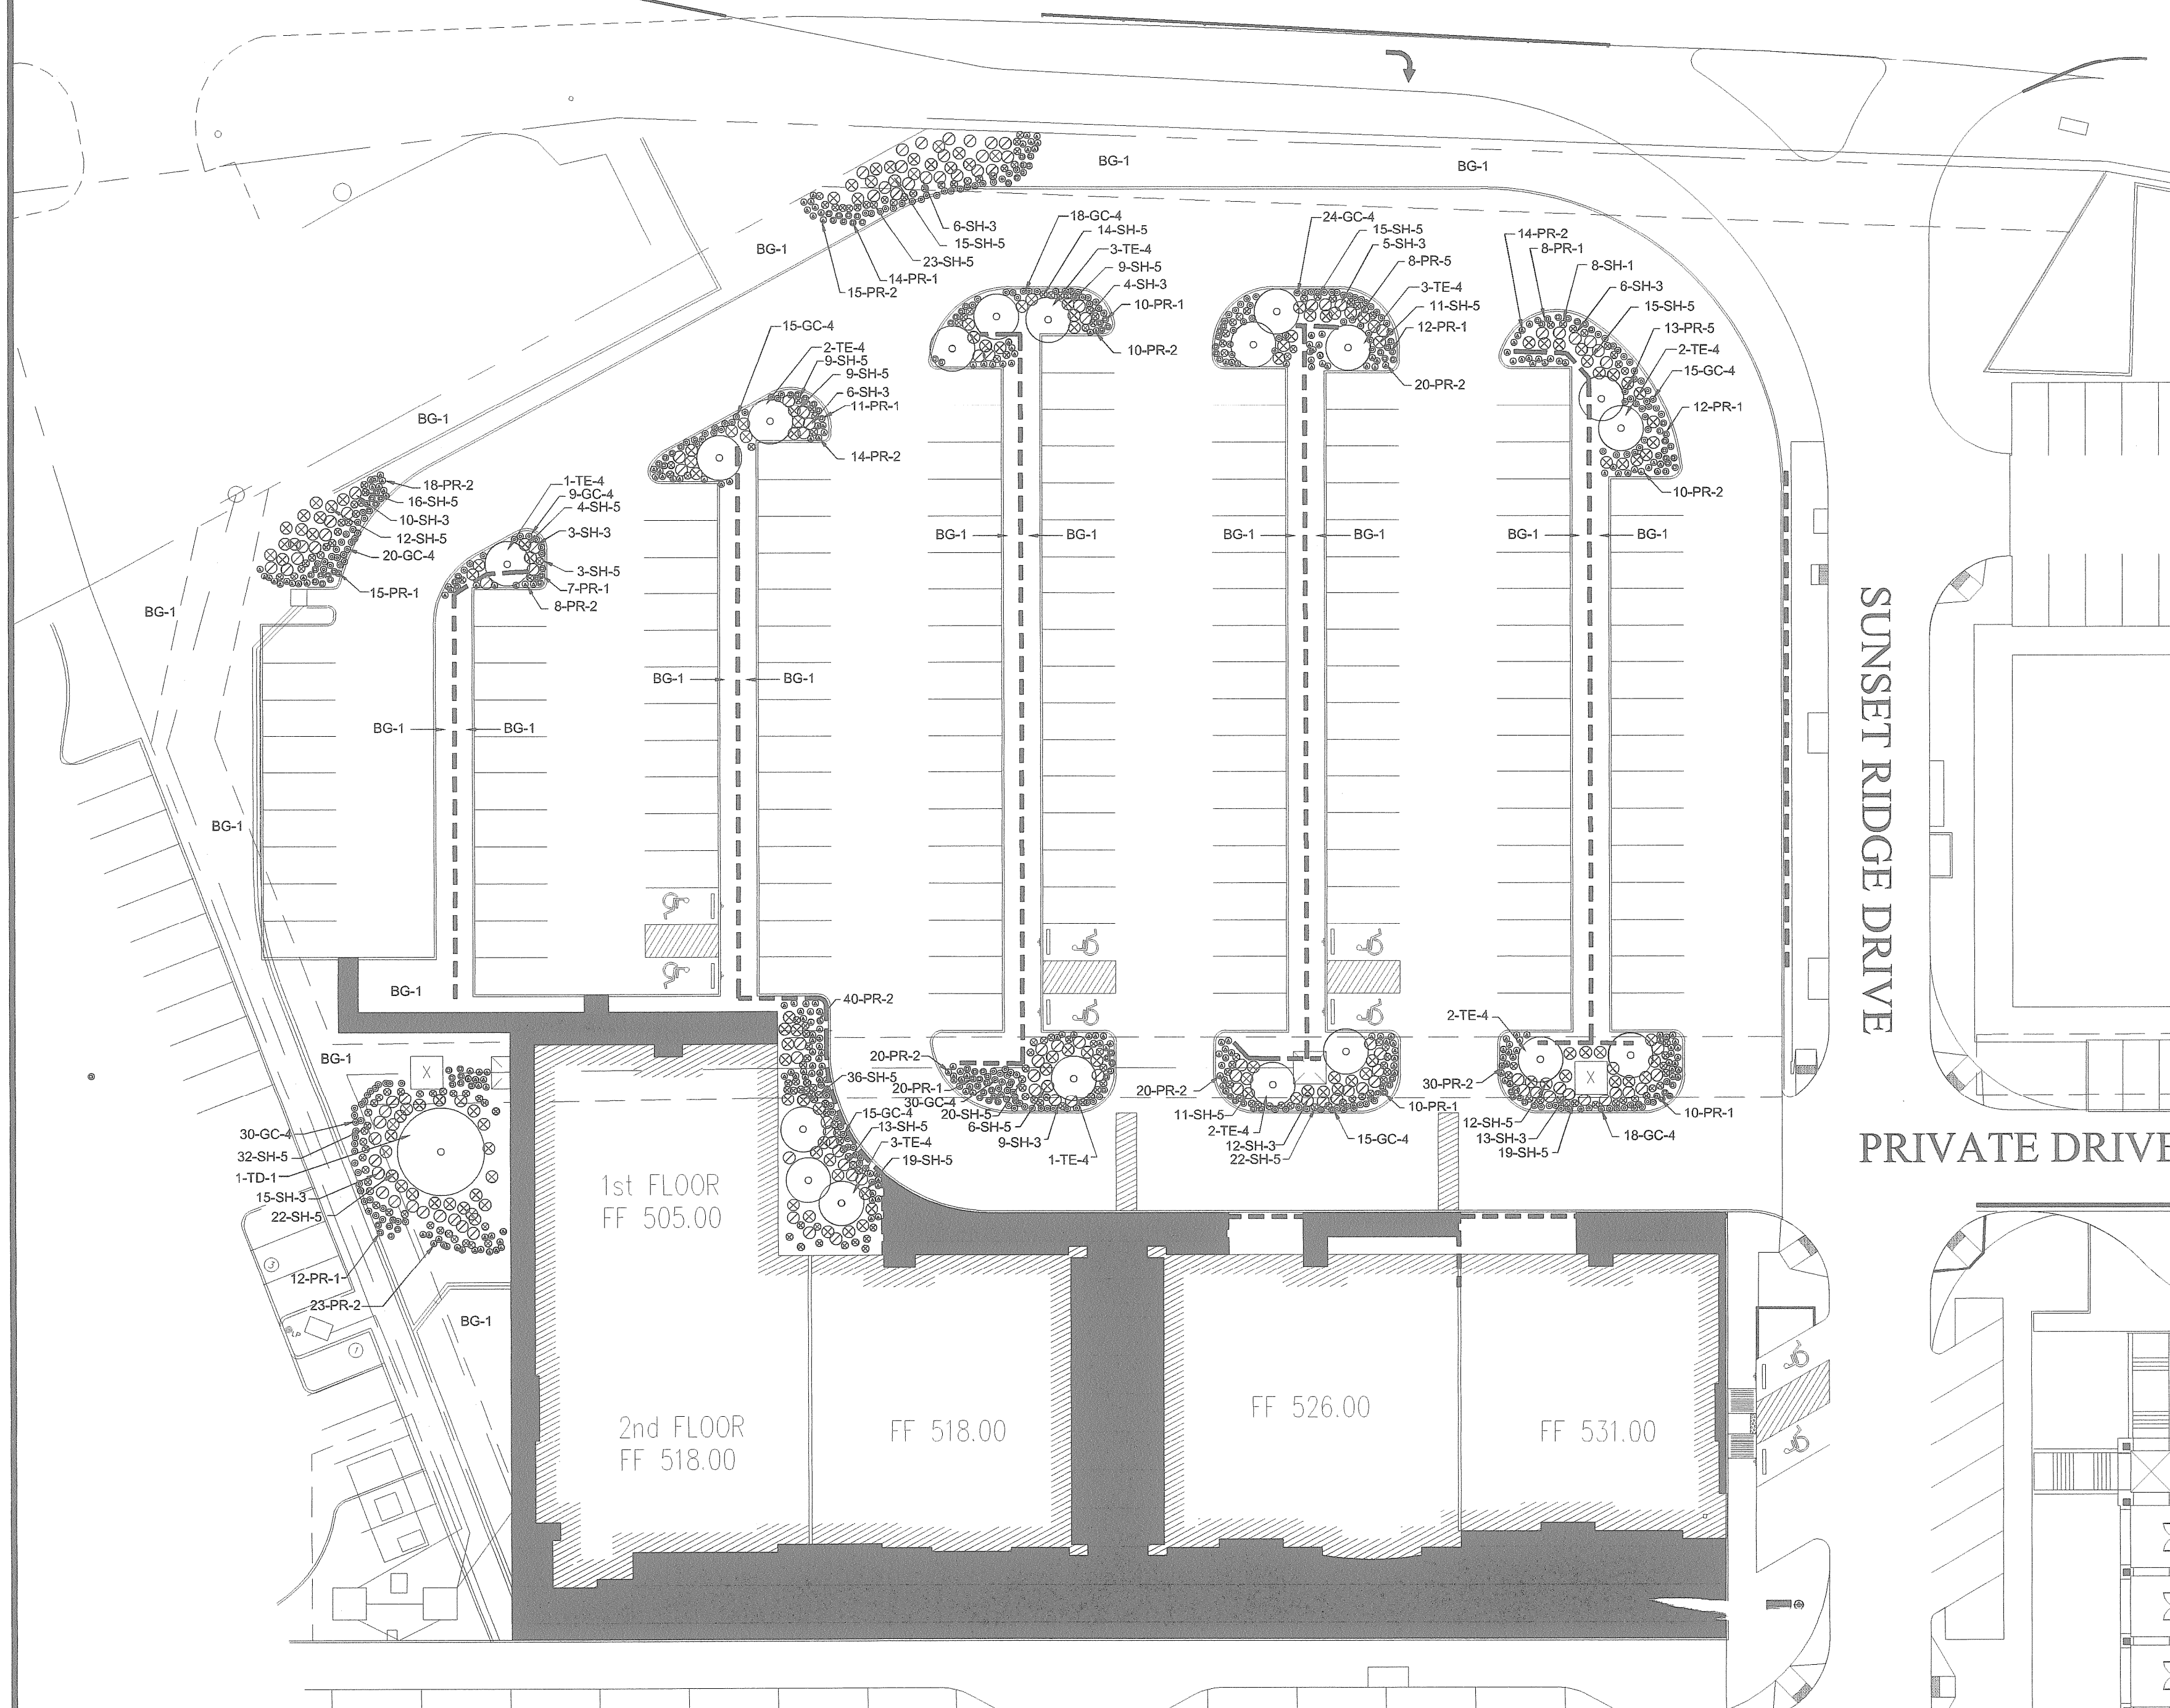 BG-1
BG-1
BG-1
6-SH-3
15-SH-5
23-SH-5
14-PR-1
15-PR-2
18-GC-4
14-SH-5
3-TE-4
9-SH-5
4-SH-3
10-PR-1
10-PR-2
24-GC-4
15-SH-5
5-SH-3
8-PR-5
3-TE-4
11-SH-5
12-PR-1
20-PR-2
14-PR-2
8-PR-1
8-SH-1
6-SH-3
15-SH-5
13-PR-5
2-TE-4
15-GC-4
12-PR-1
10-PR-2
15-GC-4
2-TE-4
9-SH-5
9-SH-5
6-SH-3
11-PR-1
14-PR-2
BG-1
18-PR-2
16-SH-5
10-SH-3
12-SH-5
20-GC-4
15-PR-1
1-TE-4
9-GC-4
4-SH-5
3-SH-3
3-SH-5
7-PR-1
8-PR-2
BG-1 BG-1
BG-1 BG-1
BG-1 BG-1
BG-1
BG-1 BG-1
BG-1 BG-1
BG-1
BG-1
BG-1
SUNSET RIDGE DRIVE
PRIVATE DRIVE
40-PR-2
36-SH-5
15-GC-4
13-SH-5
3-TE-4
19-SH-5
20-PR-2
20-PR-1
30-GC-4
20-SH-5
6-SH-5
9-SH-3
1-TE-4
20-PR-2
11-SH-5
2-TE-4
12-SH-3
22-SH-5
15-GC-4
10-PR-1
2-TE-4
30-PR-2
12-SH-5
13-SH-3
19-SH-5
18-GC-4
10-PR-1
X
X
30-GC-4
32-SH-5
1-TD-1
15-SH-3
22-SH-5
12-PR-1
23-PR-2
BG-1
3
LP
1
1st FLOOR
FF 505.00
2nd FLOOR
FF 518.00
FF 518.00
FF 526.00
FF 531.00